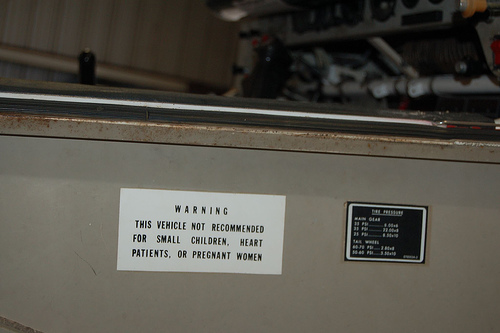 WARNING
THIS VEHICLE NOT RECOMMENDED
FOR SMALL CHILDREN, HEART
PATIENTS, OR PREGNANT WOMEN
TIRE PRESSURE
MAIN GEAR
TAIL WHEEL